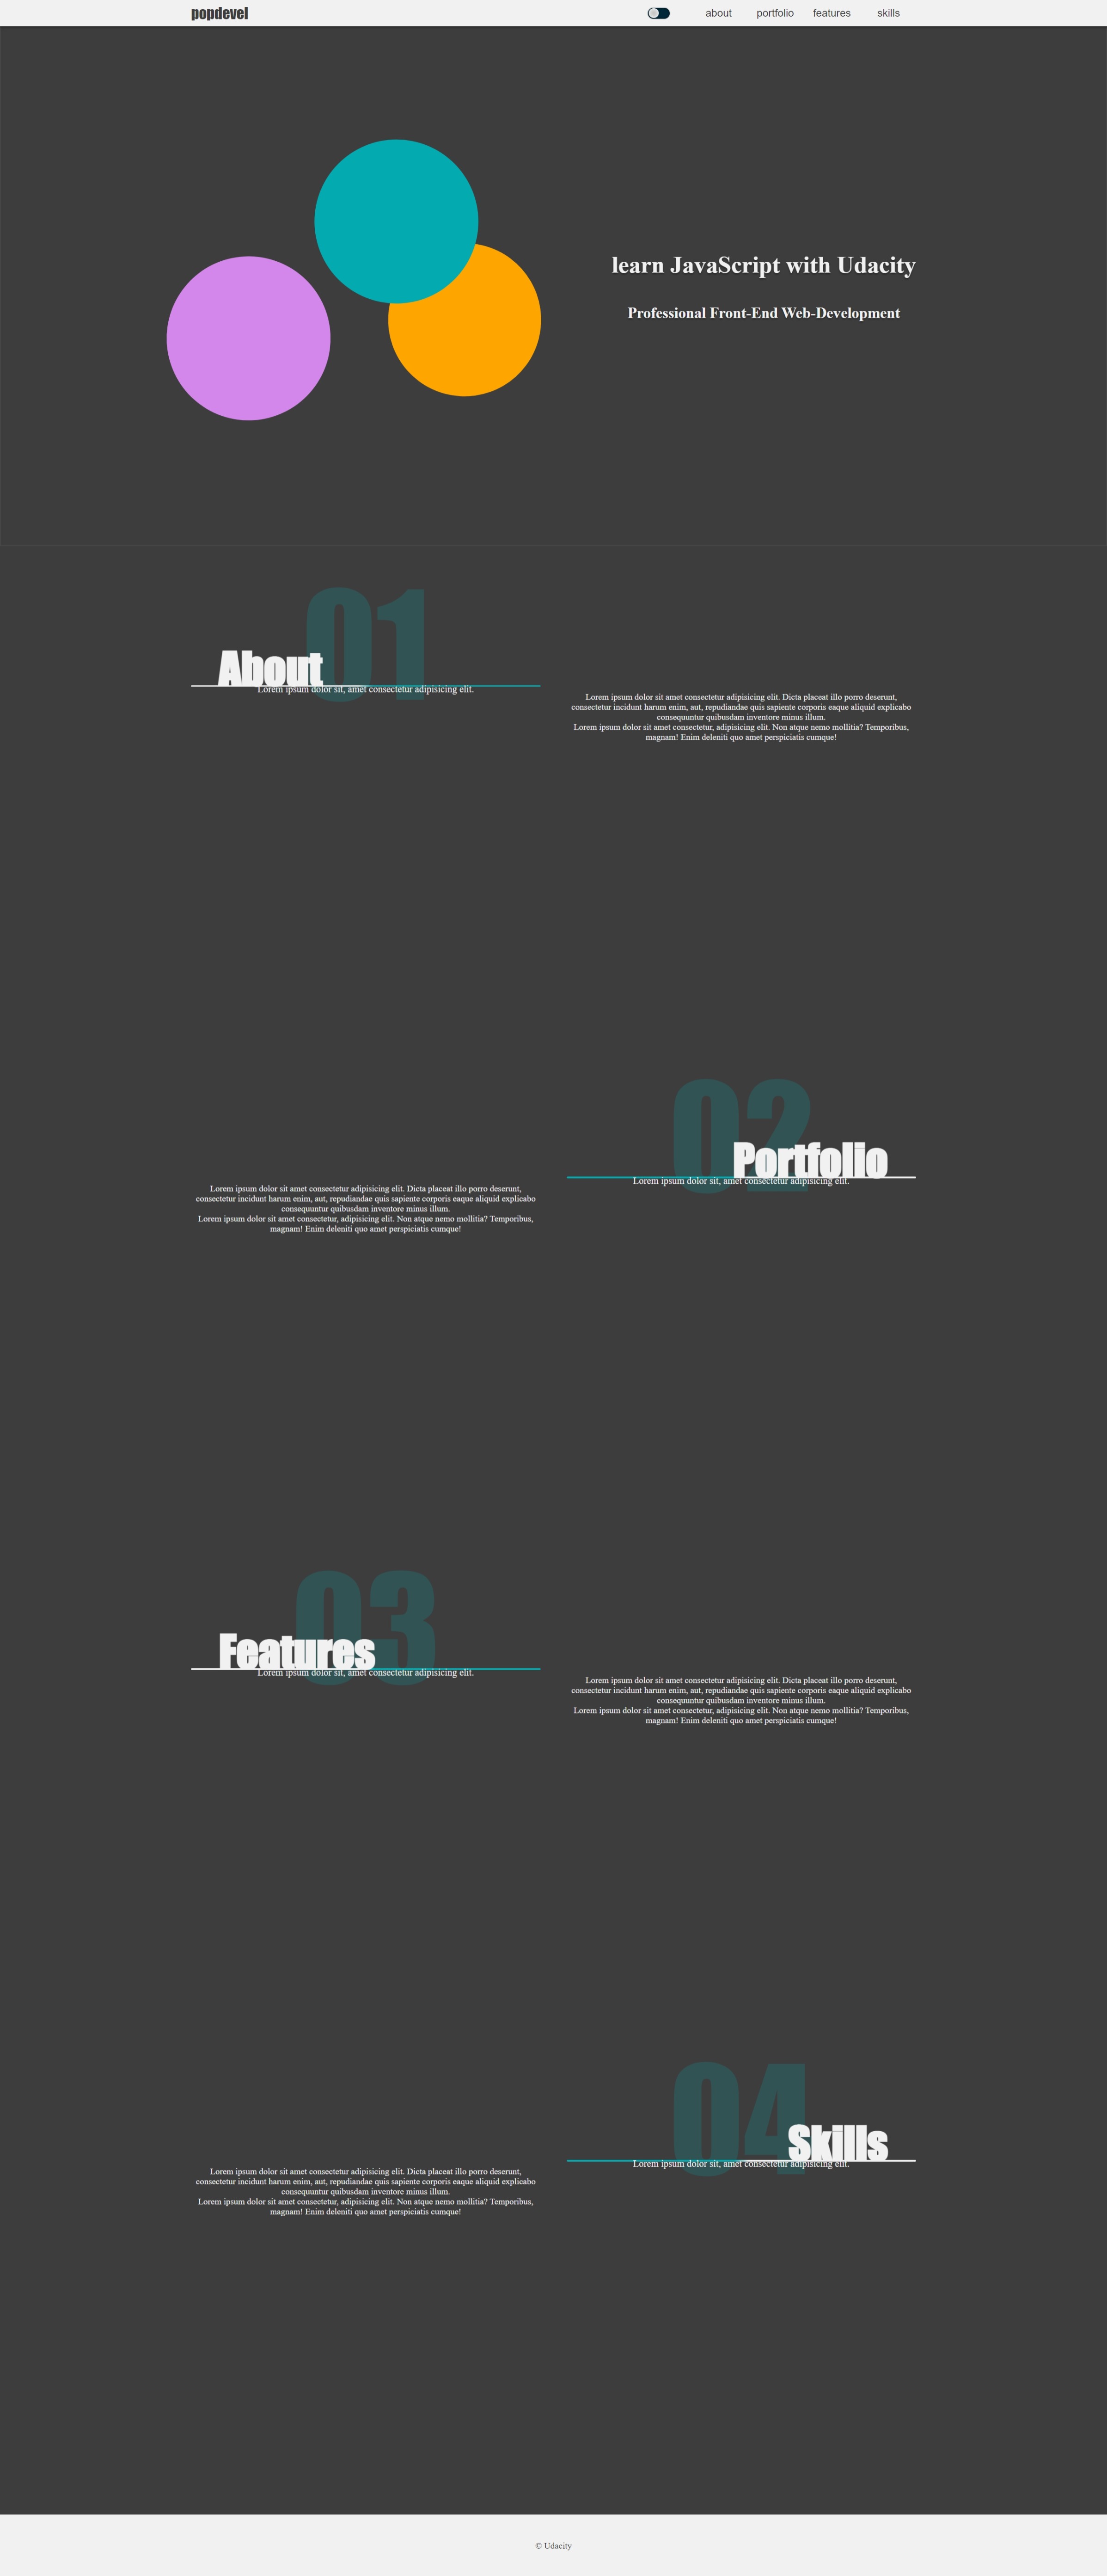 popdevel
about portfolio features skills
learn JavaScript with Udacity
Professional Front-End Web-Development
01
About
Lorem ipsum dolor sit, amet consectetur adipisicing elit.
Lorem ipsum dolor sit amet consectetur adipisicing elit. Dicta placeat illo porro deserunt,
consectetur incidunt harum enim, aut, repudiandae quis sapiente corporis eaque aliquid explicabo
consequuntur quibusdam inventore minus illum.
Lorem ipsum dolor sit amet consectetur, adipisicing elit. Non atque nemo mollitia? Temporibus,
magnam! Enim deleniti quo amet perspiciatis cumque!
02
Portfolio
Lorem ipsum dolor sit, amet consectetur adipisicing elit.
Lorem ipsum dolor sit amet consectetur adipisicing elit. Dicta placeat illo porro deserunt,
consectetur incidunt harum enim, aut, repudiandae quis sapiente corporis eaque aliquid explicabo
consequuntur quibusdam inventore minus illum.
Lorem ipsum dolor sit amet consectetur, adipisicing elit. Non atque nemo mollitia? Temporibus,
magnam! Enim deleniti quo amet perspiciatis cumque!
03
Features
Lorem ipsum dolor sit, amet consectetur adipisicing elit.
Lorem ipsum dolor sit amet consectetur adipisicing elit. Dicta placeat illo porro deserunt,
consectetur incidunt harum enim, aut, repudiandae quis sapiente corporis eaque aliquid explicabo
consequuntur quibusdam inventore minus illum.
Lorem ipsum dolor sit amet consectetur, adipisicing elit. Non atque nemo mollitia? Temporibus,
magnam! Enim deleniti quo amet perspiciatis cumque!
04
Skills
Lorem ipsum dolor sit, amet consectetur adipisicing elit.
Lorem ipsum dolor sit amet consectetur adipisicing elit. Dicta placeat illo porro deserunt,
consectetur incidunt harum enim, aut, repudiandae quis sapiente corporis eaque aliquid explicabo
consequuntur quibusdam inventore minus illum.
Lorem ipsum dolor sit amet consectetur, adipisicing elit. Non atque nemo mollitia? Temporibus,
magnam! Enim deleniti quo amet perspiciatis cumque!
© Udacity